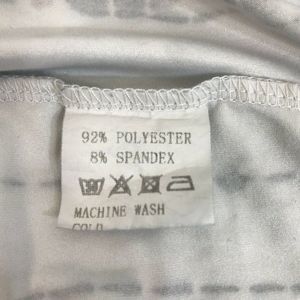 92% POLYESTER
8% SPANDEX
MACHINE WASH
COLD